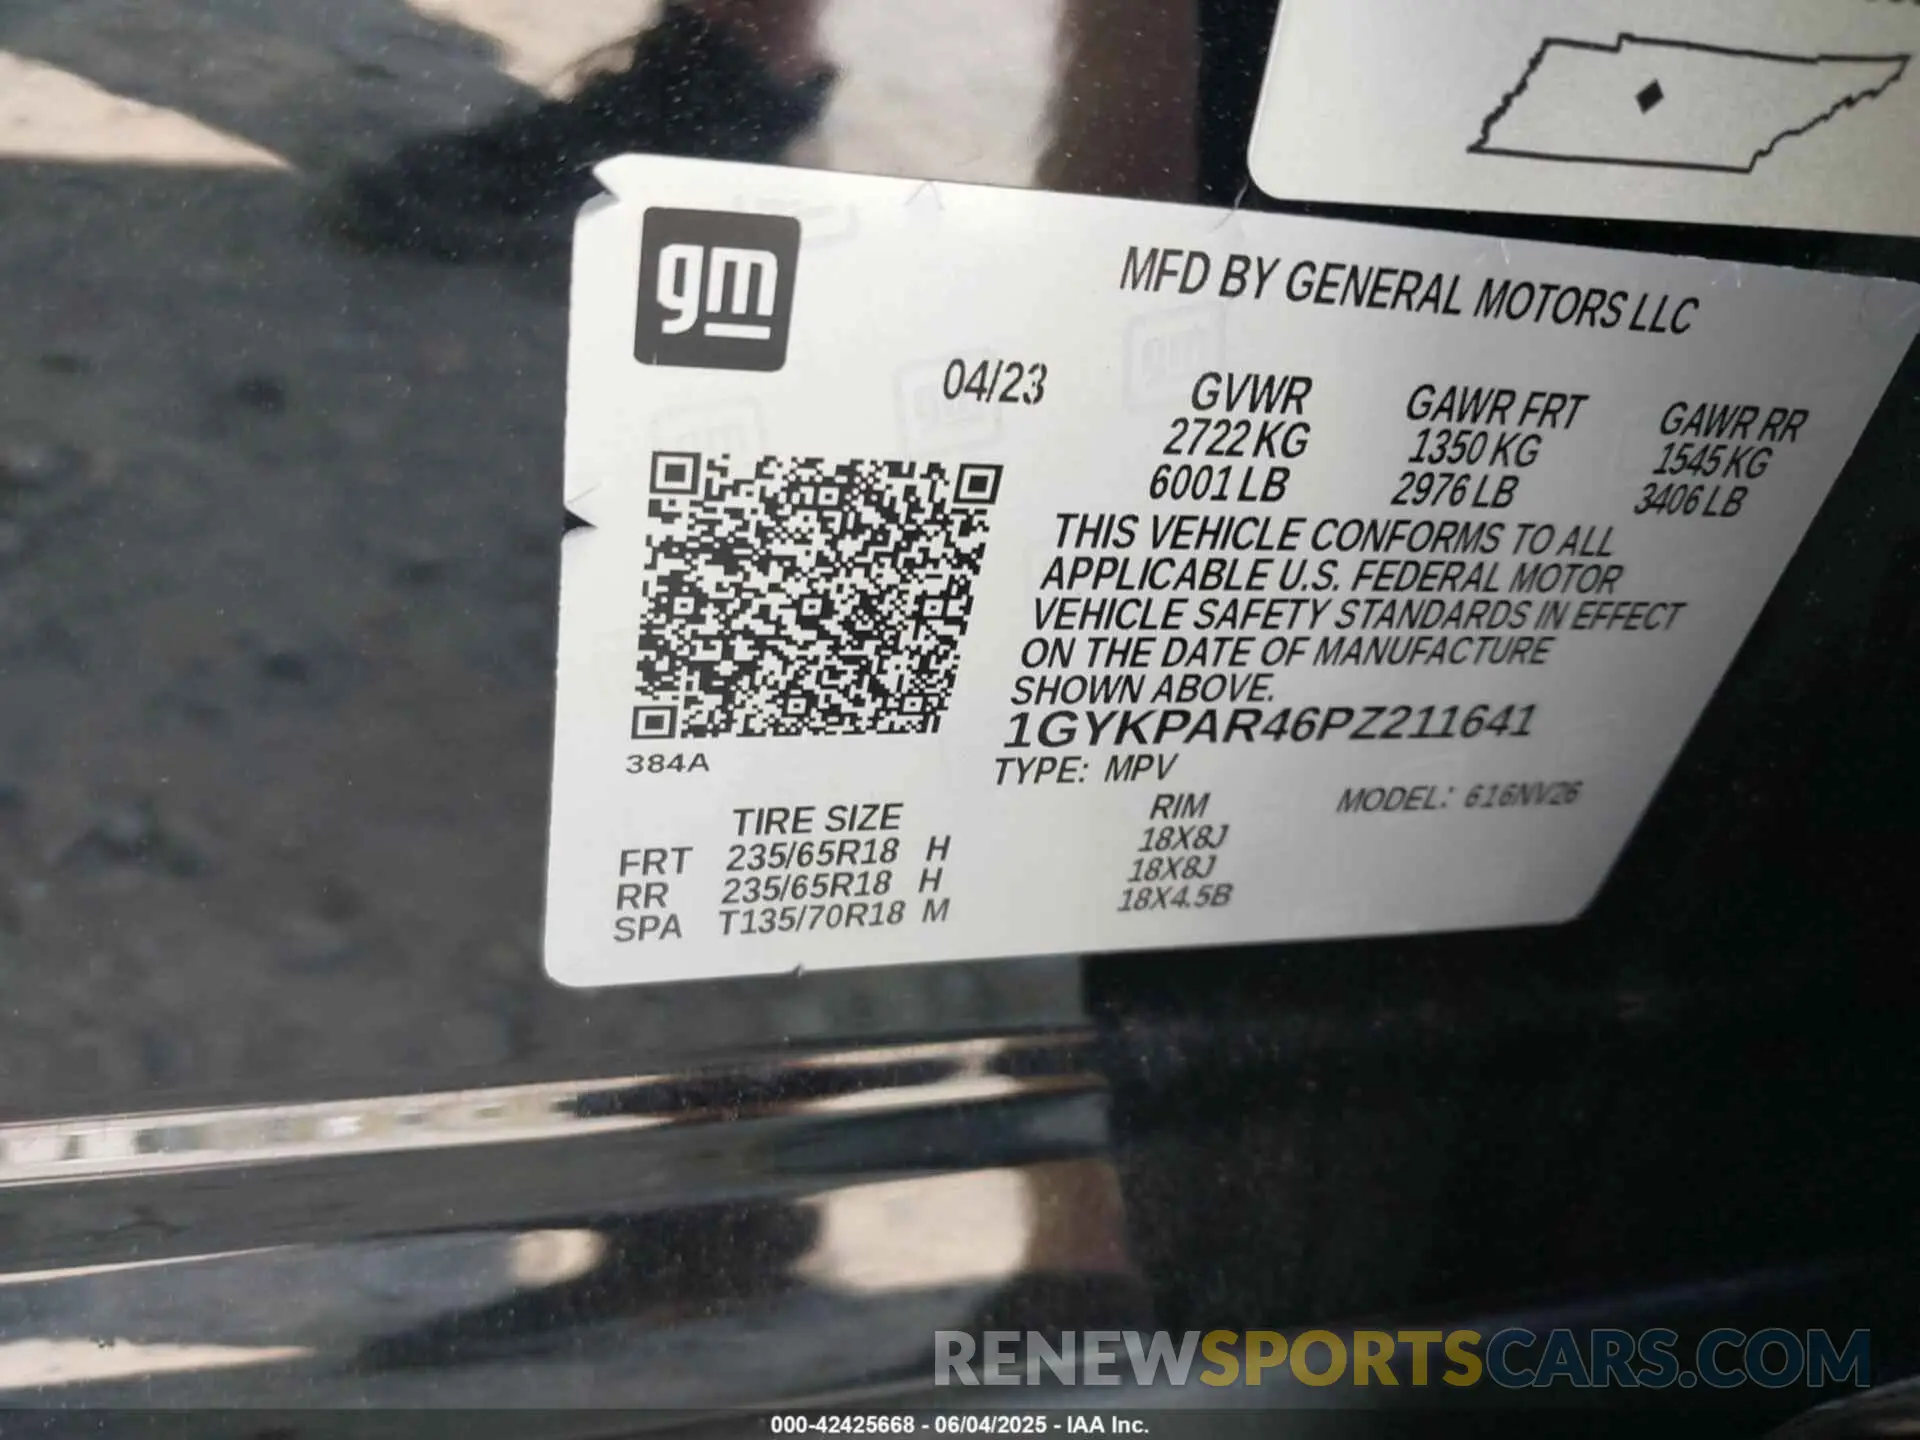 gm
MFD BY GENERAL MOTORS LLC
04/23 GVWR GAWR FRT GAWR RR
2722 KG 1350 KG 1545 KG
6001 LB 2976 LB 3406 LB
THIS VEHICLE CONFORMS TO ALL
APPLICABLE U.S. FEDERAL MOTOR
VEHICLE SAFETY STANDARDS IN EFFECT
ON THE DATE OF MANUFACTURE
SHOWN ABOVE.
1GYKPAR46PZ211641
384A
TYPE: MPV MODEL: 616NV26
TIRE SIZE RIM
FRT 235/65R18 H 18X8J
RR 235/65R18 H 18X8J
SPA T135/70R18 M 18X4.5B
RENEWSPORTSCARS.COM
000-42425668 - 06/04/2025 - IAA Inc.